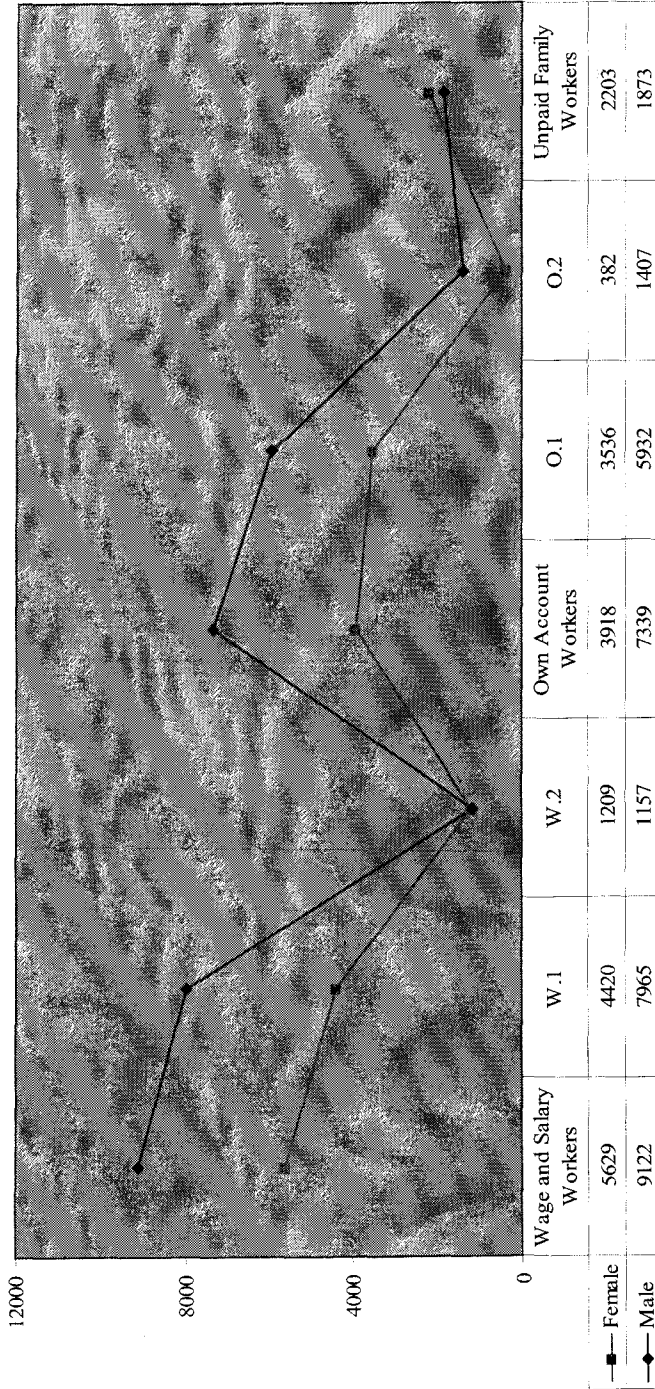 12000
8000
4000
0
Wage and Salary Workers W.1 W.2 Own Account Workers O.1 O.2 Unpaid Family Workers
Female 5629 4420 1209 3918 3536 382 2203
Male 9122 7965 1157 7339 5932 1407 1873